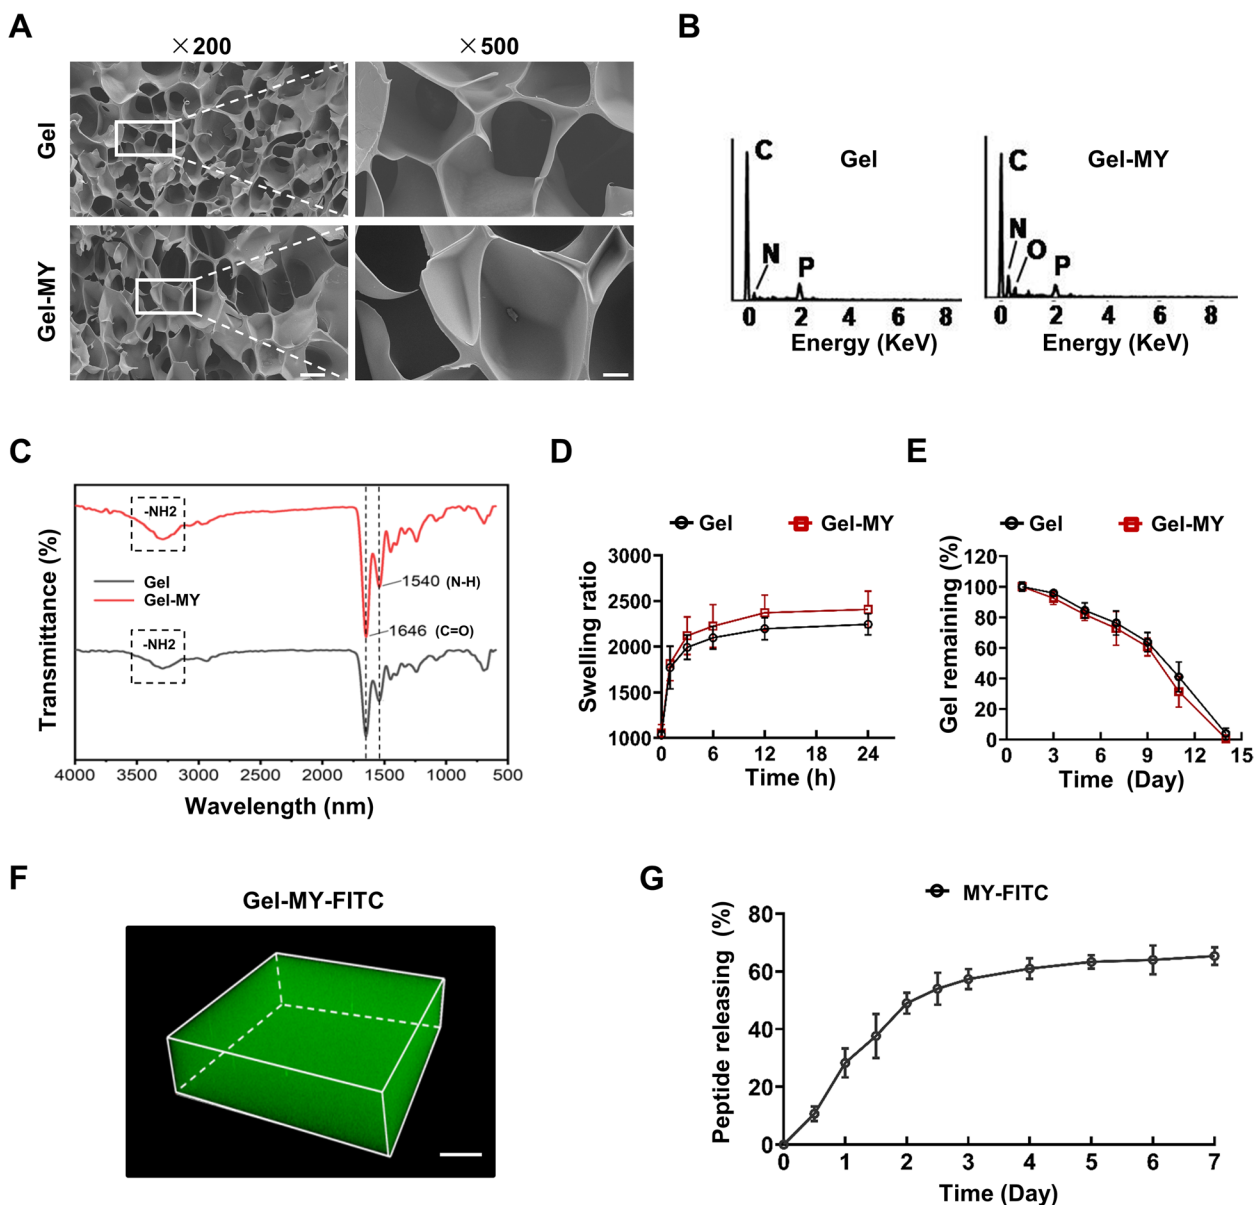 A
×200
×500
Gel
Gel-MY
B
C
N
P
Gel
0 2 4 6 8
Energy (KeV)
C
N
O
P
Gel-MY
0 2 4 6 8
Energy (KeV)
C
Transmittance (%)
-NH2
Gel
Gel-MY
-NH2
1540 (N-H)
1646 (C=O)
4000 3500 3000 2500 2000 1500 1000 500
Wavelength (nm)
D
Gel
Gel-MY
Swelling ratio
3000
2500
2000
1500
1000
0 6 12 18 24
Time (h)
E
Gel
Gel-MY
Gel remaining (%)
120
100
80
60
40
20
0
0 3 6 9 12 15
Time (Day)
F
Gel-MY-FITC
G
MY-FITC
Peptide releasing (%)
80
60
40
20
0
0 1 2 3 4 5 6 7
Time (Day)